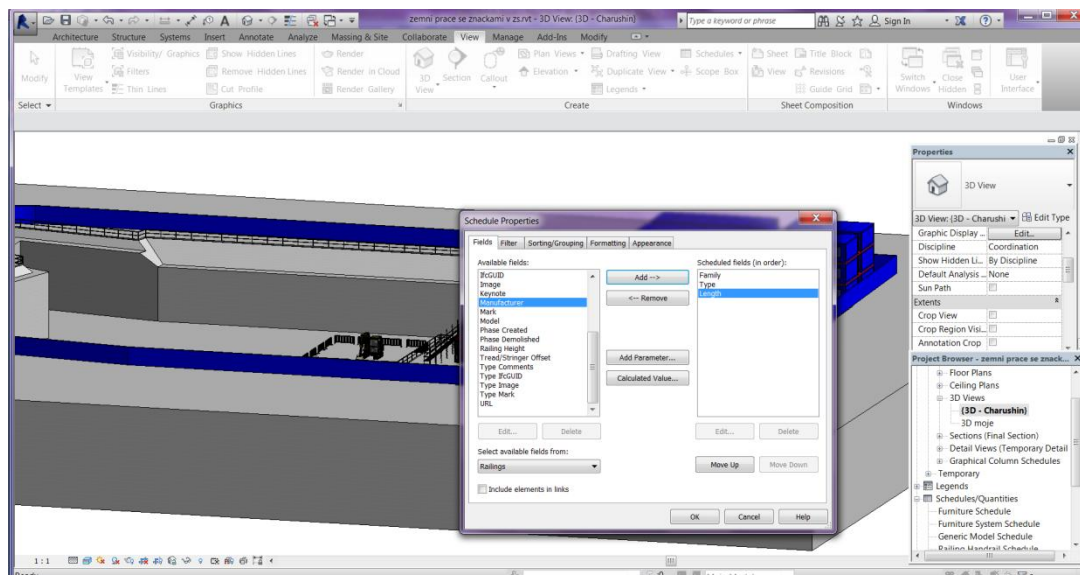 zemni prace se znackami v zs.rvt - 3D View: (3D - Charushin)
Type a keyword or phrase
Sign In
Architecture Structure Systems Insert Annotate Analyze Massing & Site Collaborate View Manage Add-Ins Modify
Visibility/ Graphics Show Hidden Lines Render Plan Views Drafting View Schedules Sheet Title Block
Filters Remove Hidden Lines Render in Cloud Elevation Duplicate View Scope Box View Revisions
Thin Lines Cut Profile Render Gallery Legends Guide Grid
Modify View Templates 3D View Section Callout Switch Windows Close Hidden User Interface
Select Graphics Create Sheet Composition Windows
Schedule Properties
Fields Filter Sorting/Grouping Formatting Appearance
Available fields:
IfcGUID
Image
Keynote
Manufacturer
Mark
Model
Phase Created
Phase Demolished
Railing Height
Tread/Stringer Offset
Type Comments
Type IfcGUID
Type Image
Type Mark
URL
Add -->
<-- Remove
Add Parameter...
Calculated Value...
Scheduled fields (in order):
Family
Type
Length
Edit... Delete
Edit... Delete
Select available fields from:
Railings
Move Up Move Down
Include elements in links
OK Cancel Help
Properties
3D View
3D View: (3D - Charushi Edit Type
Graphic Display ... Edit...
Discipline Coordination
Show Hidden Li... By Discipline
Default Analysis ... None
Sun Path
Extents
Crop View
Crop Region Visi...
Annotation Crop
Project Browser - zemni prace se znack...
Floor Plans
Ceiling Plans
3D Views
(3D - Charushin)
3D moje
Sections (Final Section)
Detail Views (Temporary Detail
Graphical Column Schedules
Temporary
Legends
Schedules/Quantities
Furniture Schedule
Furniture System Schedule
Generic Model Schedule
Railing Handrail Schedule
1:1
Ready